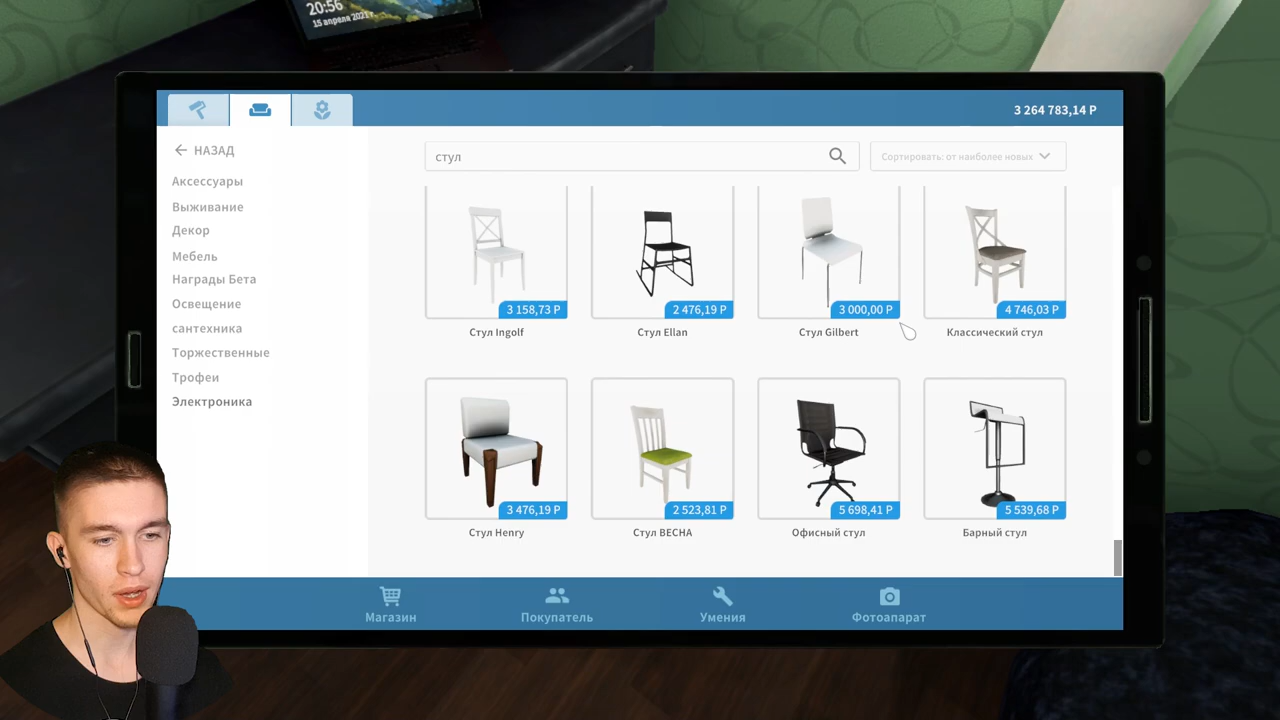 20:56
15 апреля 2021 г
3 264 783,14 Р
НАЗАД
Аксессуары
Выживание
Декор
Мебель
Награды Бета
Освещение
сантехника
Торжественные
Трофеи
Электроника
стул
Сортировать: от наиболее новых
3 158,73 Р
2 476,19 Р
3 000,00 Р
4 746,03 Р
Стул Ingolf
Стул Ellan
Стул Gilbert
Классический стул
3 476,19 Р
2 523,81 Р
5 698,41 Р
5 539,68 Р
Стул Henry
Стул ВЕСНА
Офисный стул
Барный стул
Магазин
Покупатель
Умения
Фотоапарат